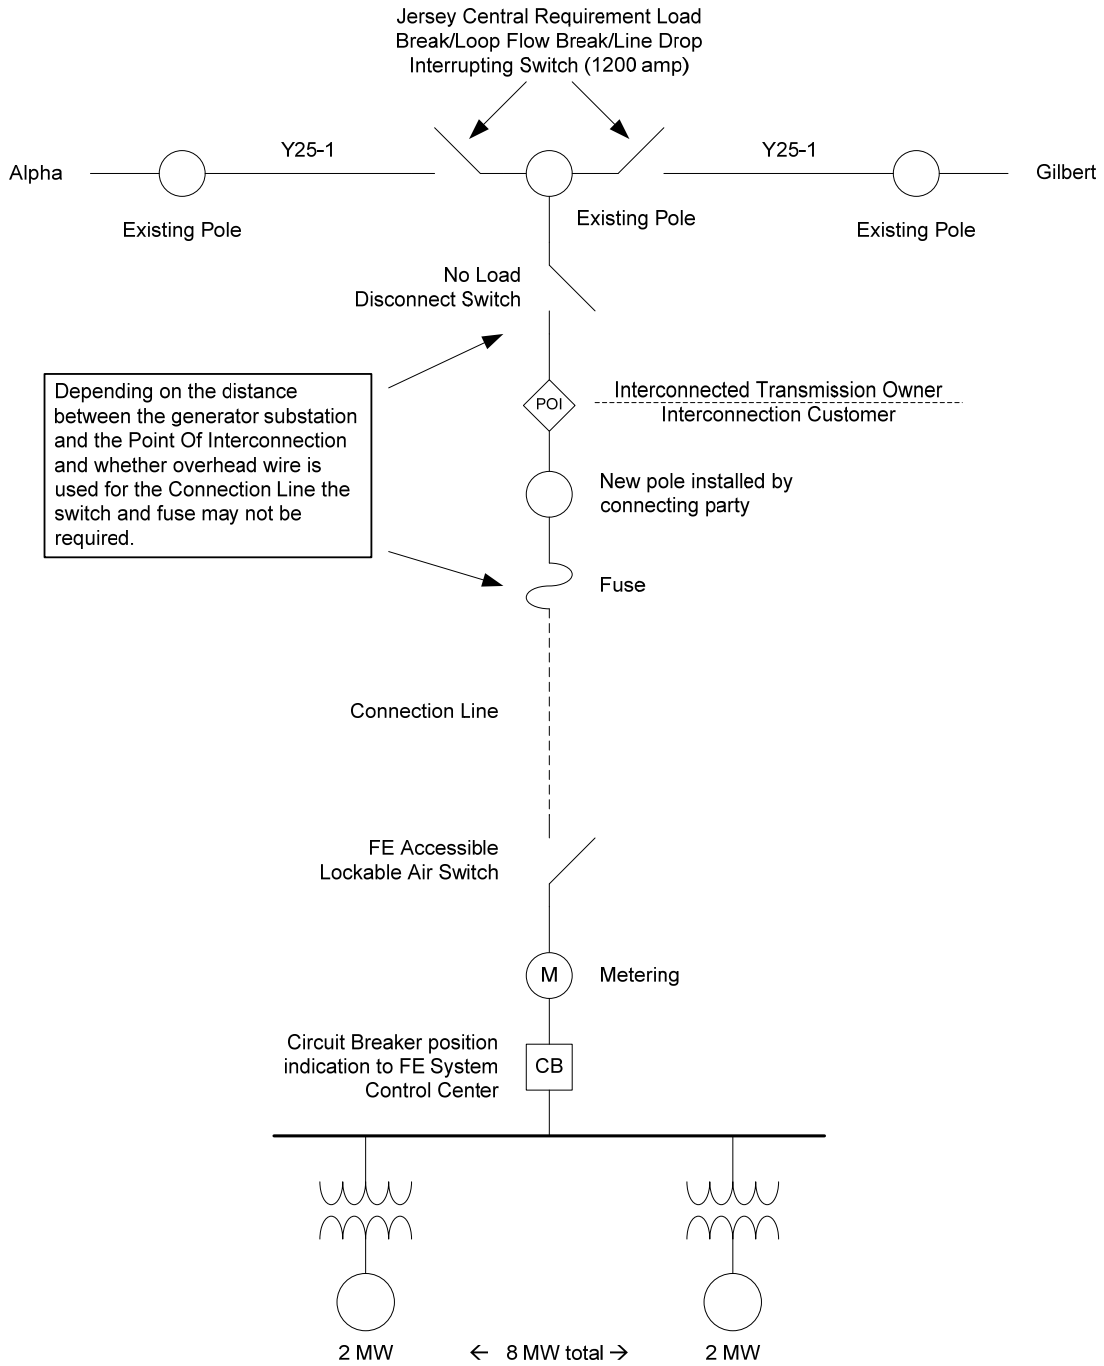 Jersey Central Requirement Load
Break/Loop Flow Break/Line Drop
Interrupting Switch (1200 amp)
Alpha
Y25-1
Y25-1
Gilbert
Existing Pole
Existing Pole
Existing Pole
No Load
Disconnect Switch
Depending on the distance
between the generator substation
and the Point Of Interconnection
and whether overhead wire is
used for the Connection Line the
switch and fuse may not be
required.
POI
Interconnected Transmission Owner
Interconnection Customer
New pole installed by
connecting party
Fuse
Connection Line
FE Accessible
Lockable Air Switch
M
Metering
Circuit Breaker position
indication to FE System
Control Center
CB
2 MW
← 8 MW total →
2 MW